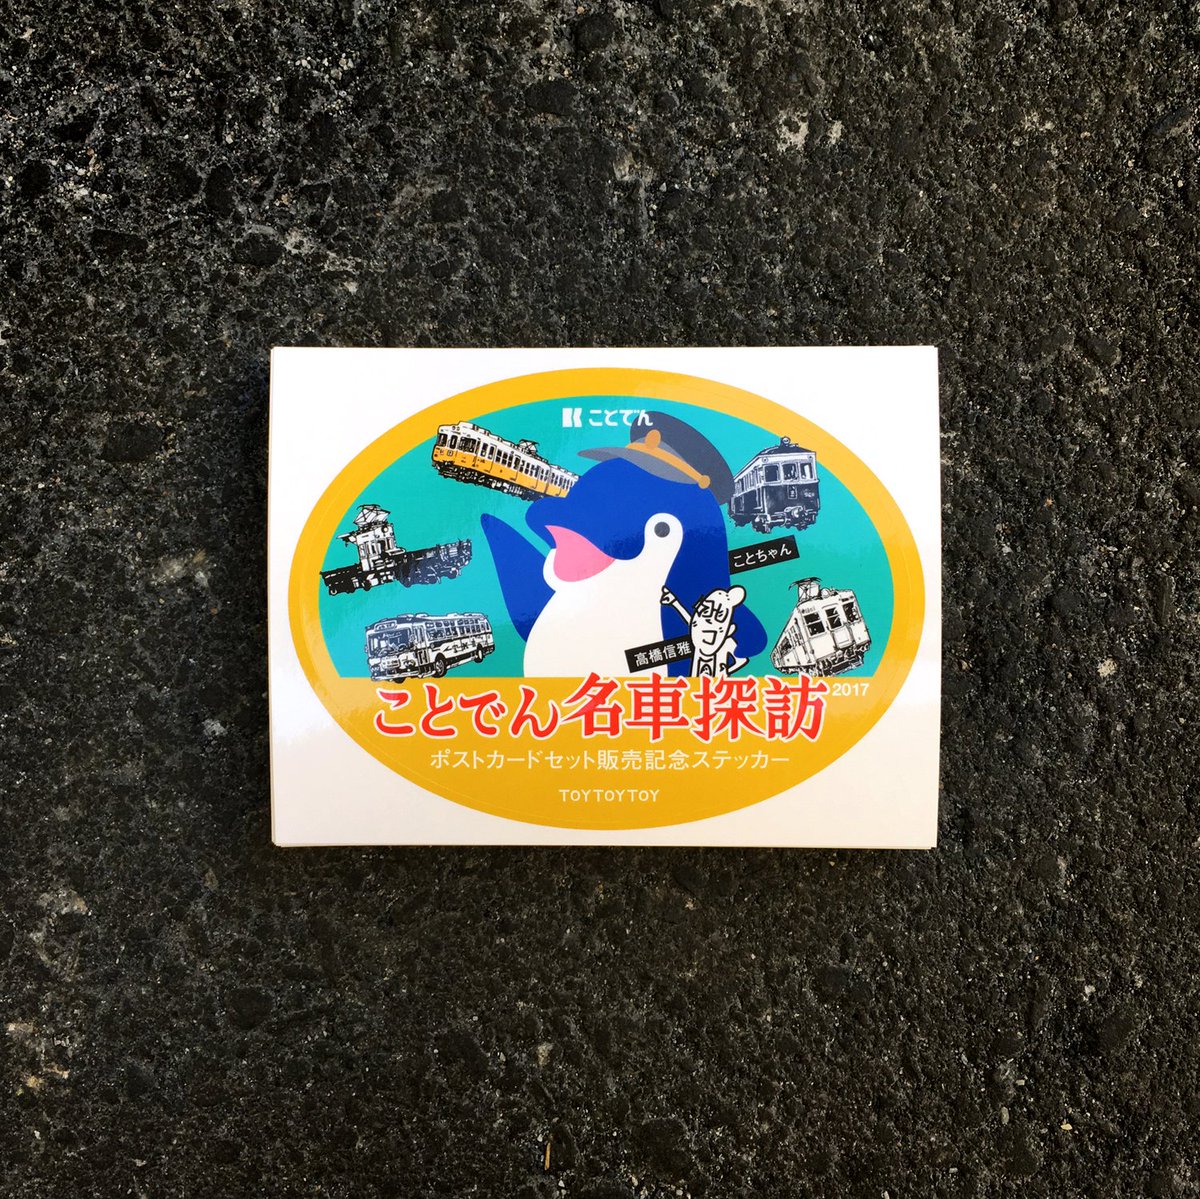 ことでん
ことちゃん
高橋信雅
ことでん名車探訪 2017
ポストカードセット販売記念ステッカー
TOYTOYTOY